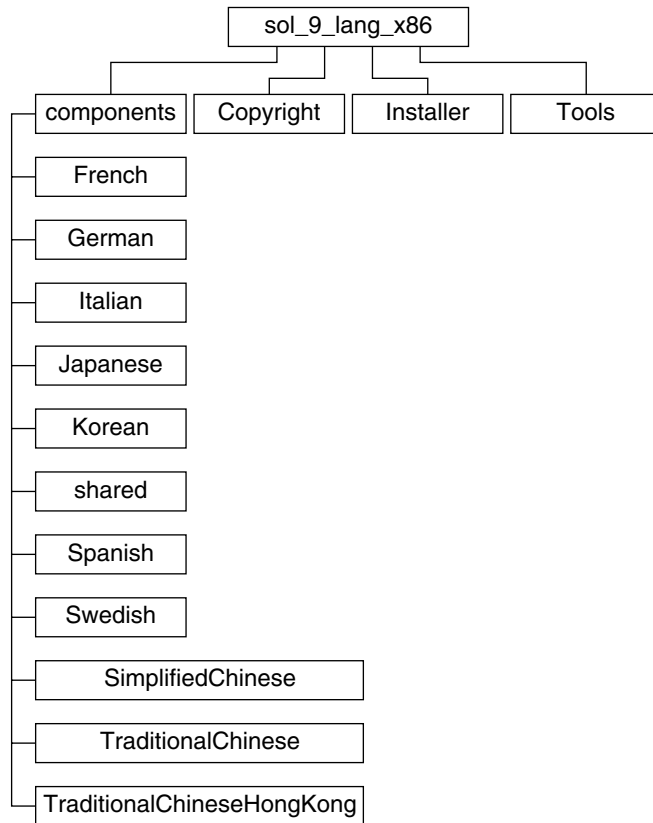 sol_9_lang_x86
components
Copyright
Installer
Tools
French
German
Italian
Japanese
Korean
shared
Spanish
Swedish
SimplifiedChinese
TraditionalChinese
TraditionalChineseHongKong